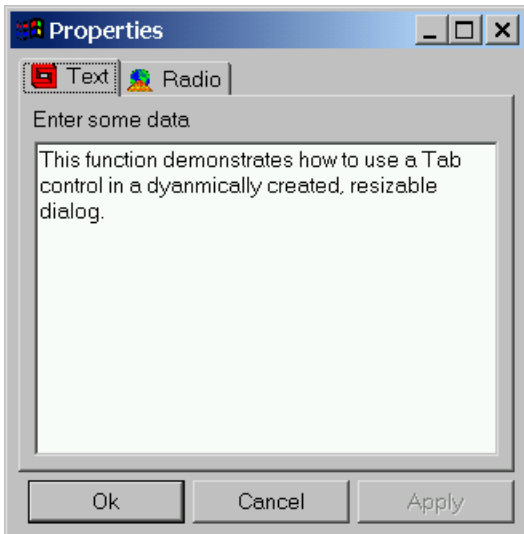 Properties
Text Radio
Enter some data
This function demonstrates how to use a Tab
control in a dyanmically created, resizable
dialog.
Ok Cancel Apply